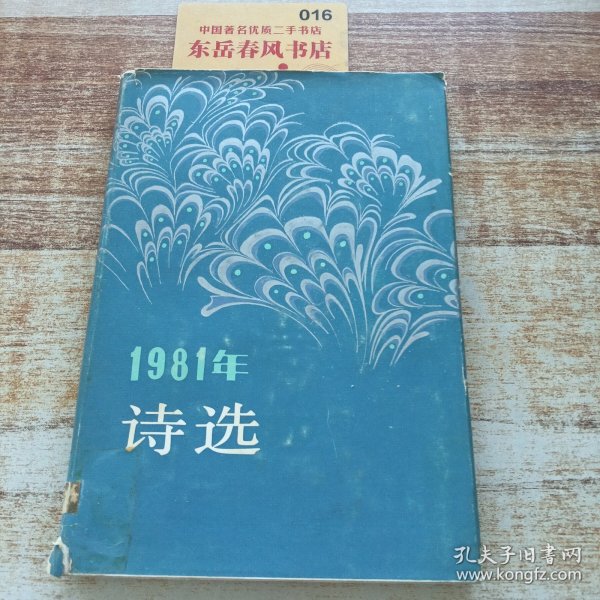 016
中国著名优质二手书店
东岳春风书店
1981年
诗选
孔夫子旧書网
www.kongfz.com